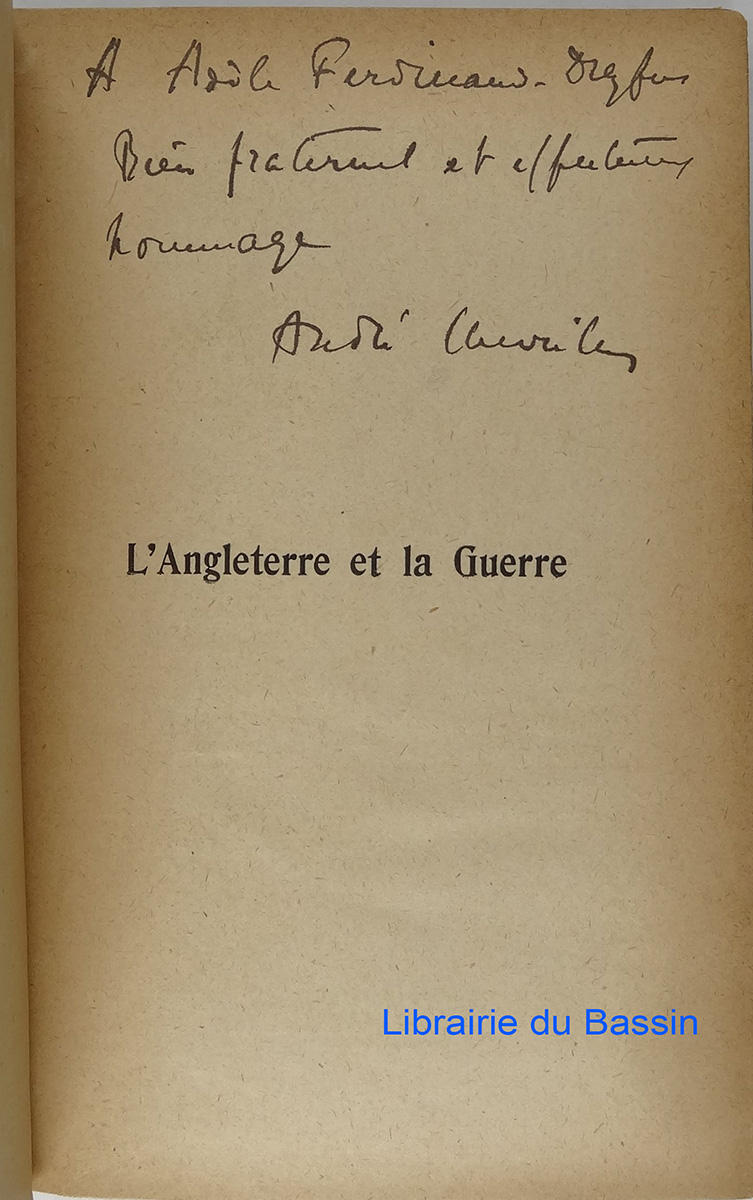 A Adèle Ferdinand-Dreyfus
Bien fraternel et affectueux
hommage
André Chevrillon
L'Angleterre et la Guerre
Librairie du Bassin